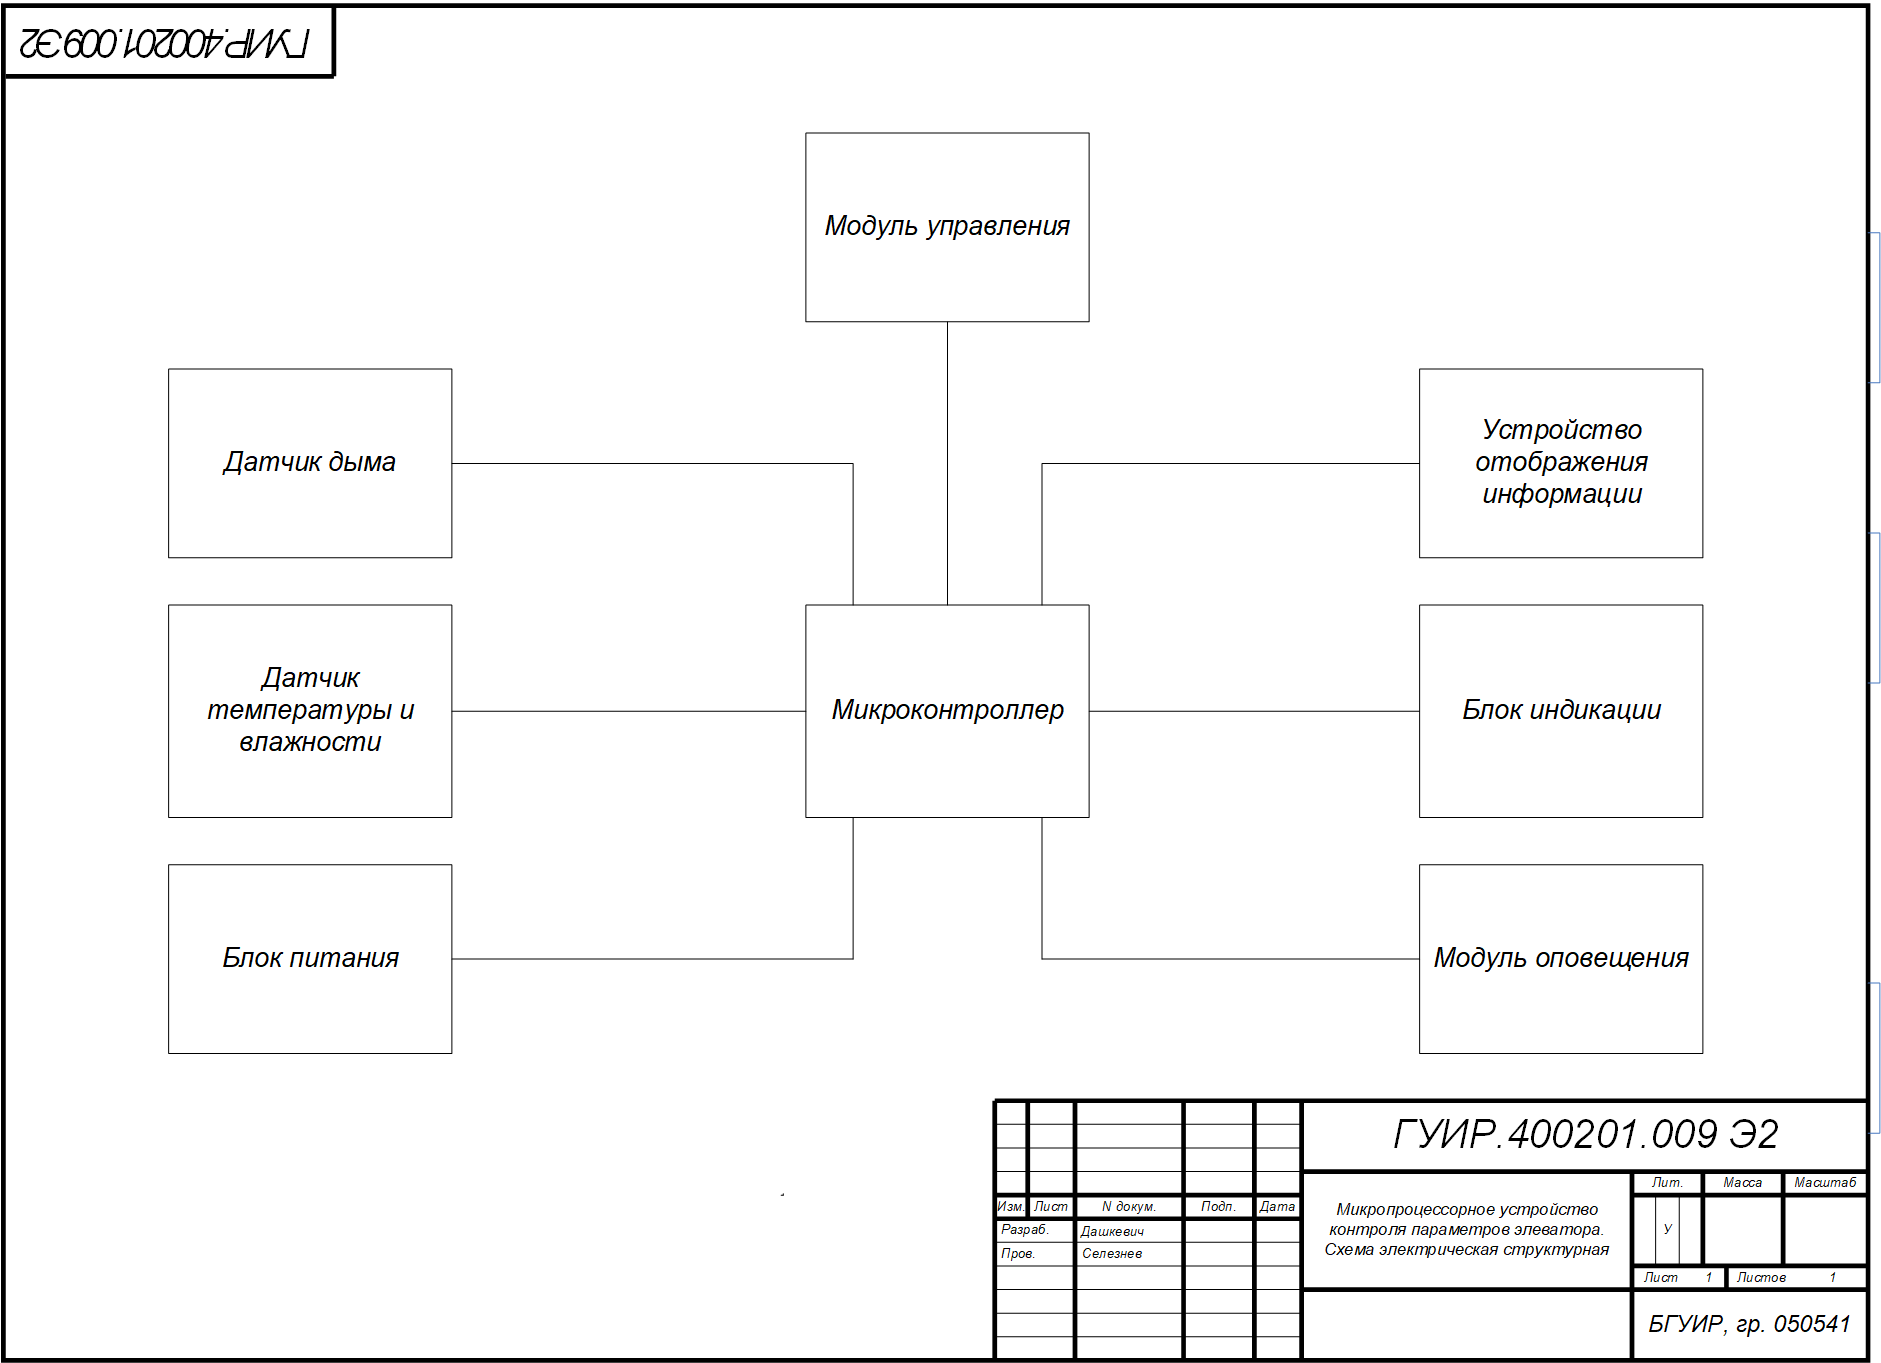 ГУИР.400201.009 Э2
Модуль управления
Датчик дыма
Устройство
отображения
информации
Датчик
температуры и
влажности
Микроконтроллер
Блок индикации
Блок питания
Модуль оповещения
ГУИР.400201.009 Э2
Изм. Лист N докум. Подп. Дата
Разраб. Дашкевич
Пров. Селезнев
Микропроцессорное устройство
контроля параметров элеватора.
Схема электрическая структурная
Лит. Масса Масштаб
У
Лист 1 Листов 1
БГУИР, гр. 050541